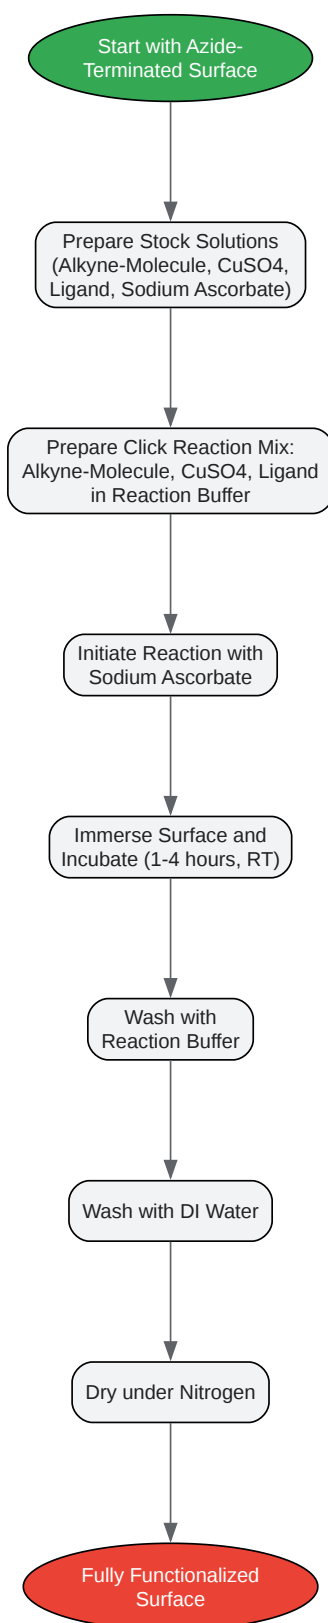 Start with Azide-
Terminated Surface
Prepare Stock Solutions
(Alkyne-Molecule, CuSO4,
Ligand, Sodium Ascorbate)
Prepare Click Reaction Mix:
Alkyne-Molecule, CuSO4, Ligand
in Reaction Buffer
Initiate Reaction with
Sodium Ascorbate
Immerse Surface and
Incubate (1-4 hours, RT)
Wash with
Reaction Buffer
Wash with DI Water
Dry under Nitrogen
Fully Functionalized
Surface